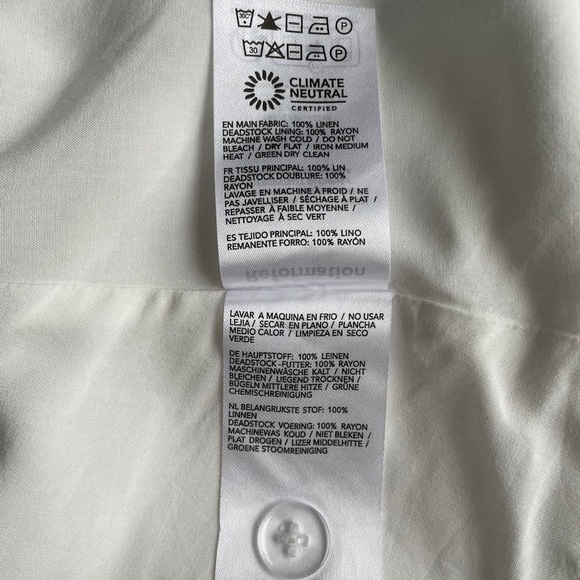 30°C P
30 P
CLIMATE
NEUTRAL
CERTIFIED
EN MAIN FABRIC: 100% LINEN
DEADSTOCK LINING: 100% RAYON
MACHINE WASH COLD / DO NOT
BLEACH / DRY FLAT / IRON MEDIUM
HEAT / GREEN DRY CLEAN
FR TISSU PRINCIPAL: 100% LIN
DEADSTOCK DOUBLURE: 100%
RAYON
LAVAGE EN MACHINE À FROID / NE
PAS JAVELLISER / SÉCHAGE À PLAT /
REPASSER À FAIBLE MOYENNE /
NETTOYAGE À SEC VERT
ES TEJIDO PRINCIPAL: 100% LINO
REMANENTE FORRO: 100% RAYÓN
Reformation
LAVAR A MAQUINA EN FRIO / NO USAR
LEJIA / SECAR EN PLANO / PLANCHA
MEDIO CALOR / LIMPIEZA EN SECO
VERDE
DE HAUPTSTOFF: 100% LEINEN
DEADSTOCK-FUTTER: 100% RAYON
MASCHINENWÄSCHE KALT / NICHT
BLEICHEN / LIEGEND TROCKNEN /
BÜGELN MITTLERE HITZE / GRÜNE
CHEMISCHREINIGUNG
NL BELANGRIJKSTE STOF: 100%
LINNEN
DEADSTOCK VOERING: 100% RAYON
MACHINEWAS KOUD / NIET BLEKEN /
PLAT DROGEN / IJZER MIDDELHITTE /
GROENE STOOMREINIGING